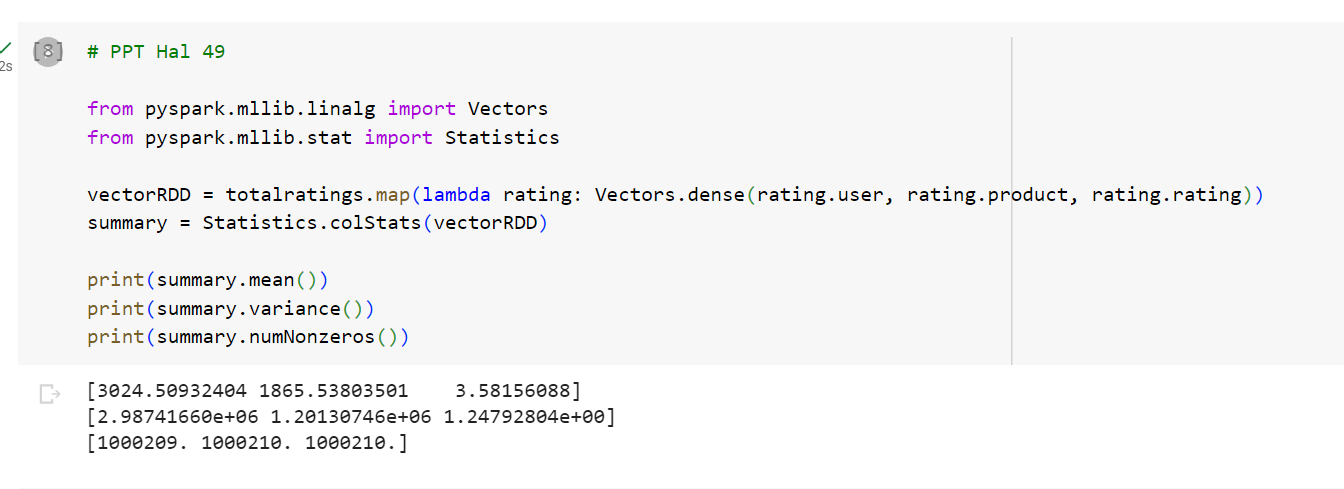 [8] # PPT Hal 49
2s
from pyspark.mllib.linalg import Vectors
from pyspark.mllib.stat import Statistics
vectorRDD = totalratings.map(lambda rating: Vectors.dense(rating.user, rating.product, rating.rating))
summary = Statistics.colStats(vectorRDD)
print(summary.mean())
print(summary.variance())
print(summary.numNonzeros())
[3024.50932404 1865.53803501    3.58156088]
[2.98741660e+06 1.20130746e+06 1.24792804e+00]
[1000209. 1000210. 1000210.]